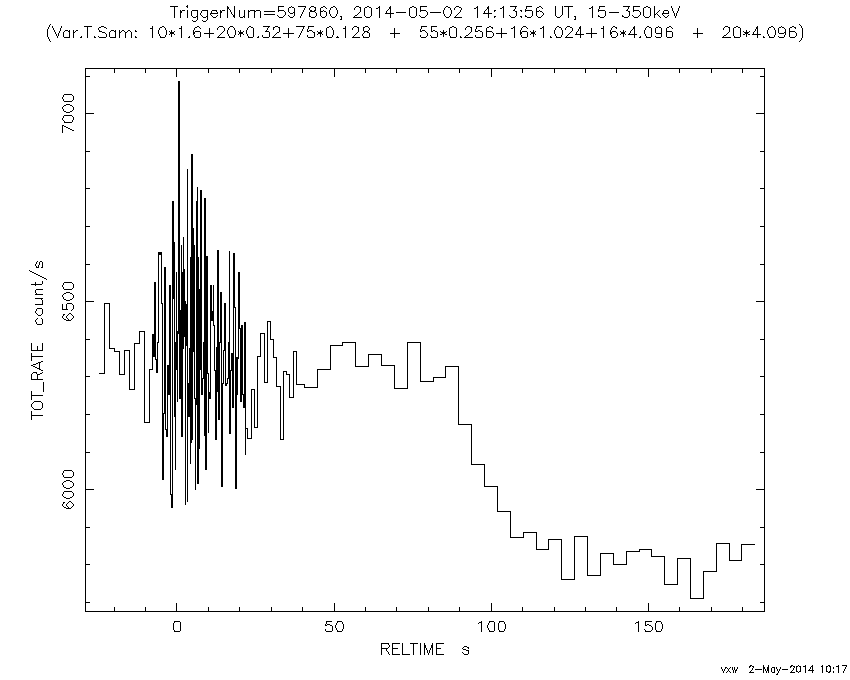 TriggerNum=597860, 2014-05-02 14:13:56 UT, 15-350keV
(Var.T.Sam: 10*1.6+20*0.32+75*0.128 + 55*0.256+16*1.024+16*4.096 + 20*4.096)
7000
6500
6000
TOT_RATE count/s
0 50 100 150
RELTIME s
vxw 2-May-2014 10:17